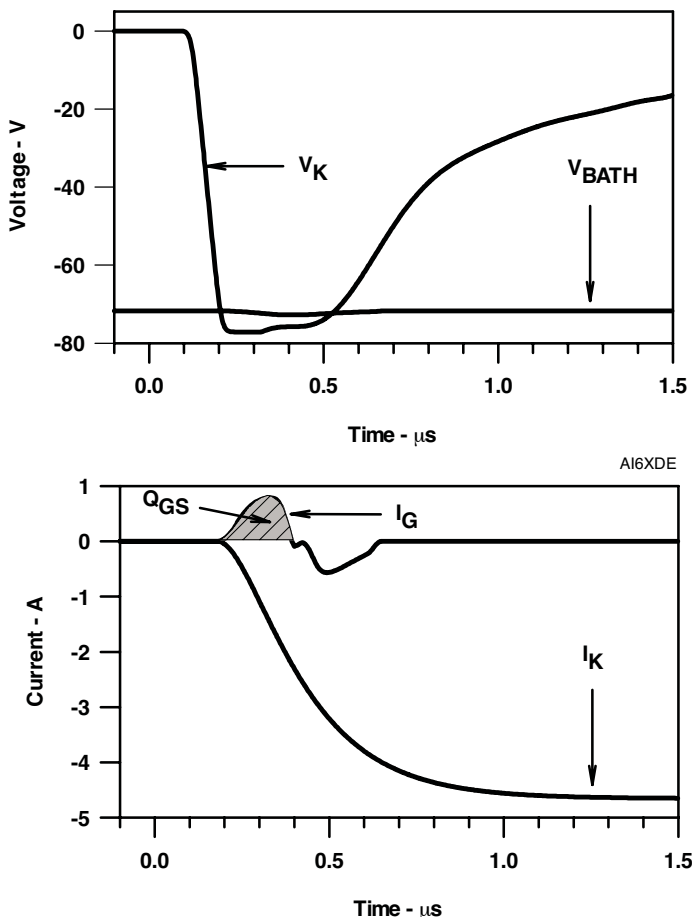 0
-20
-40
-60
-80
Voltage - V
V_K
V_BATH
0.0 0.5 1.0 1.5
Time - μs
AI6XDE
1
0
-1
-2
-3
-4
-5
Current - A
Q_GS
I_G
I_K
0.0 0.5 1.0 1.5
Time - μs